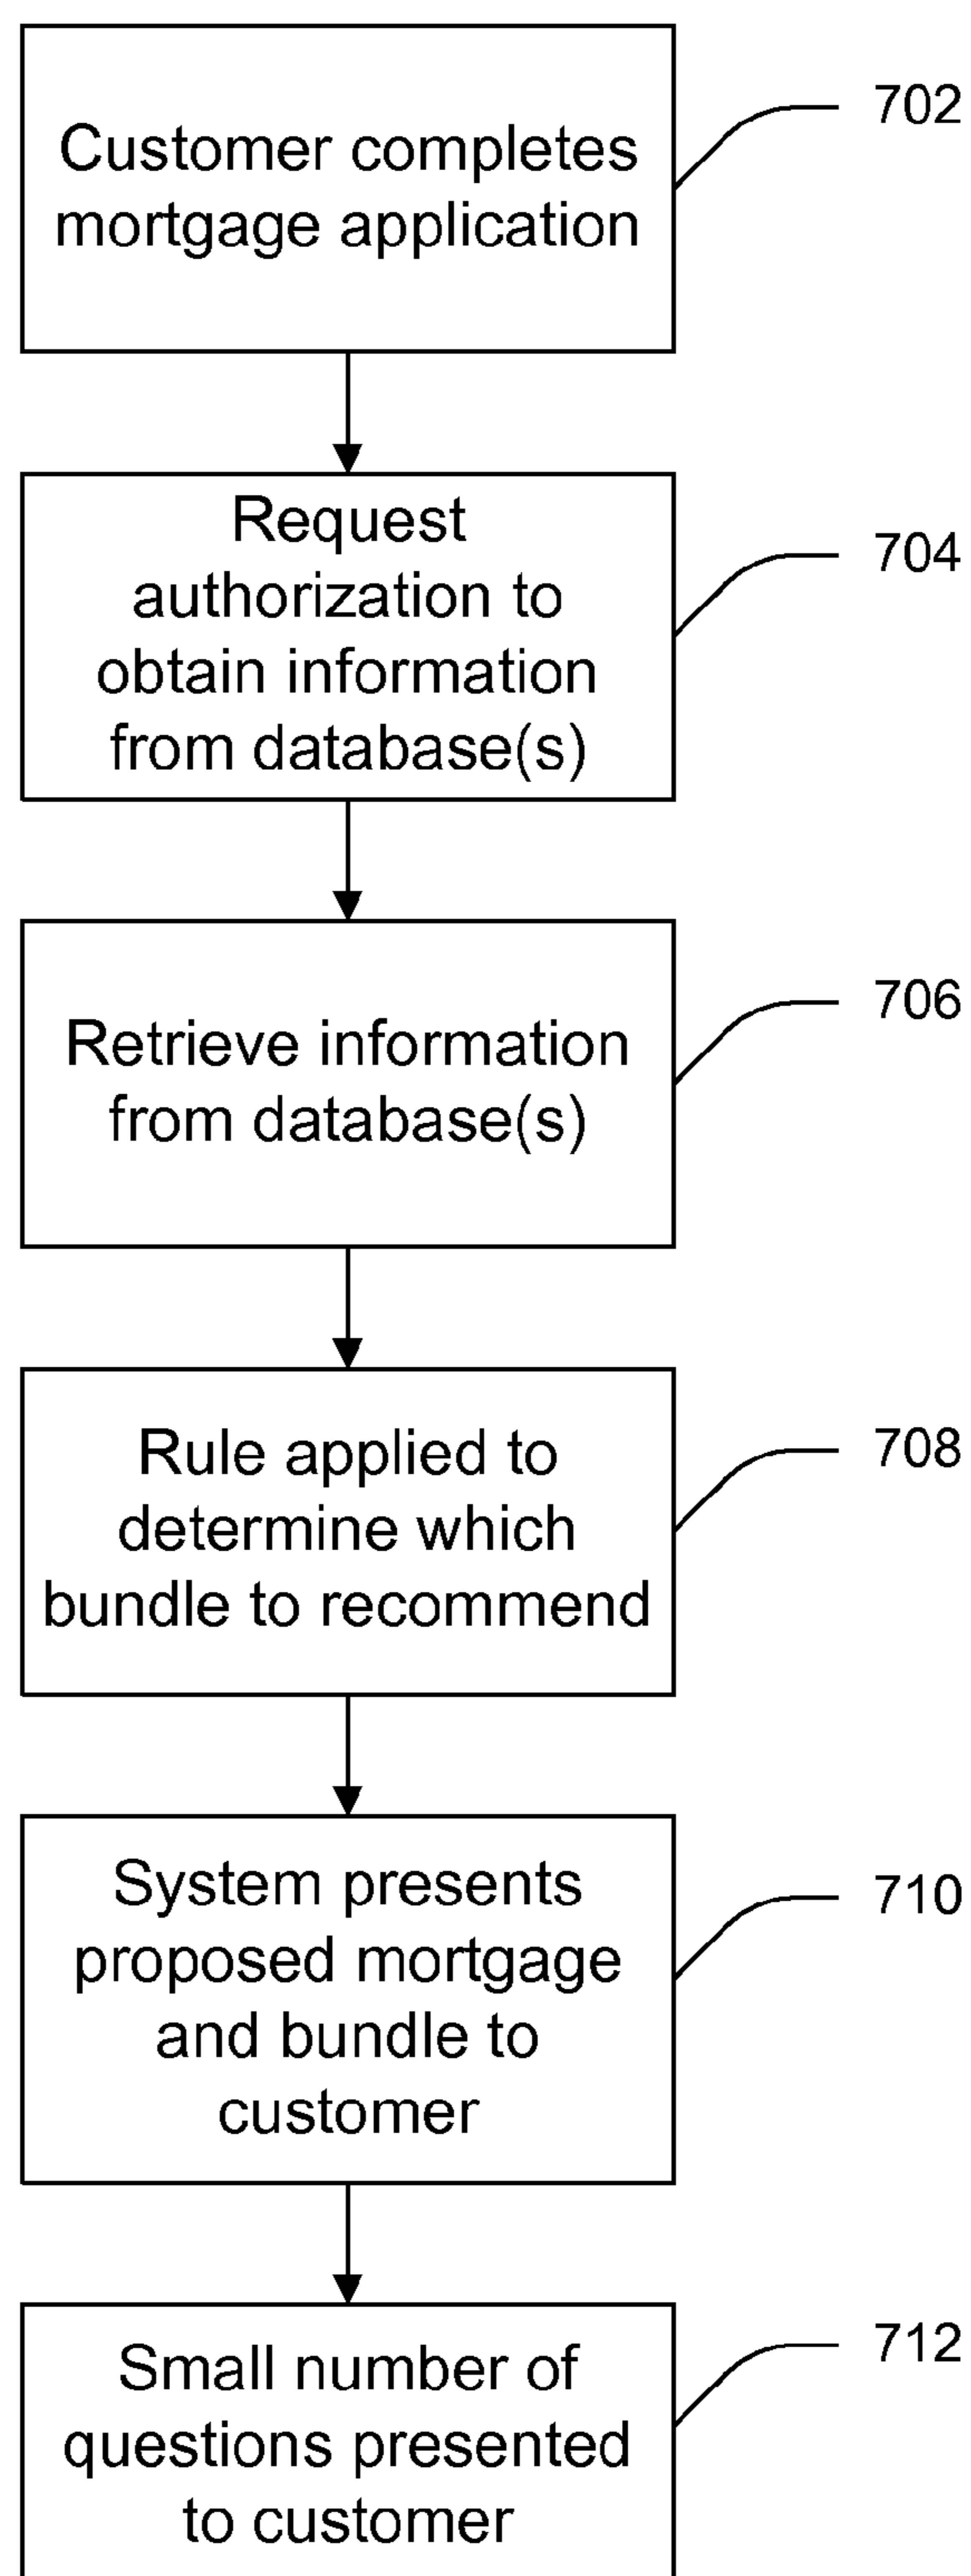 Customer completes
mortgage application
702
Request
authorization to
obtain information
from database(s)
704
Retrieve information
from database(s)
706
Rule applied to
determine which
bundle to recommend
708
System presents
proposed mortgage
and bundle to
customer
710
Small number of
questions presented
to customer
712